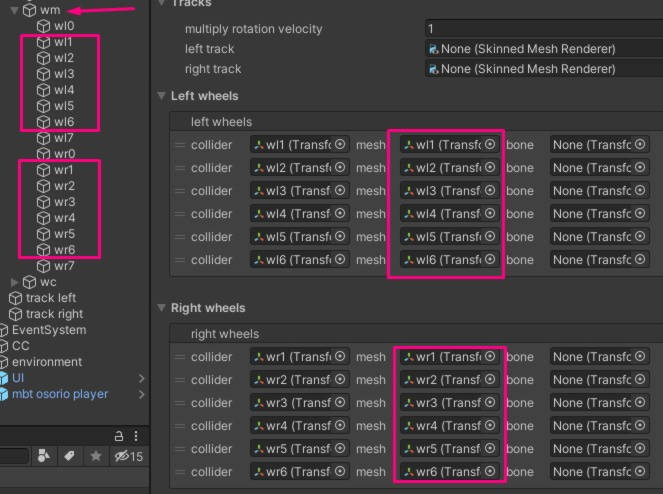 wm
wl0
wl1
wl2
wl3
wl4
wl5
wl6
wl7
wr0
wr1
wr2
wr3
wr4
wr5
wr6
wr7
wc
track left
track right
EventSystem
CC
environment
UI
mbt osorio player
15
Tracks
multiply rotation velocity 1
left track None (Skinned Mesh Renderer)
right track None (Skinned Mesh Renderer)
Left wheels
left wheels
collider wl1 (Transfo mesh wl1 (Transfo bone None (Transfo
collider wl2 (Transfo mesh wl2 (Transfo bone None (Transfo
collider wl3 (Transfo mesh wl3 (Transfo bone None (Transfo
collider wl4 (Transfo mesh wl4 (Transfo bone None (Transfo
collider wl5 (Transfo mesh wl5 (Transfo bone None (Transfo
collider wl6 (Transfo mesh wl6 (Transfo bone None (Transfo
Right wheels
right wheels
collider wr1 (Transfo mesh wr1 (Transfo bone None (Transfo
collider wr2 (Transfo mesh wr2 (Transfo bone None (Transfo
collider wr3 (Transfo mesh wr3 (Transfo bone None (Transfo
collider wr4 (Transfo mesh wr4 (Transfo bone None (Transfo
collider wr5 (Transfo mesh wr5 (Transfo bone None (Transfo
collider wr6 (Transfo mesh wr6 (Transfo bone None (Transfo